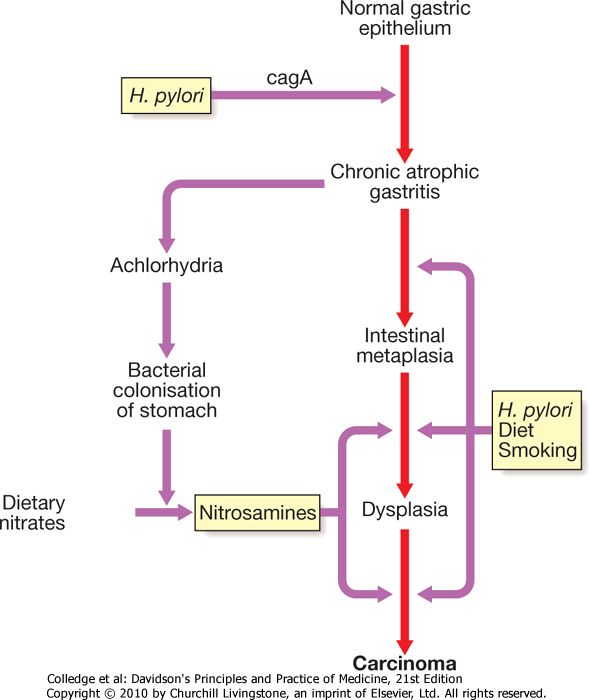 Normal gastric
epithelium
cagA
H. pylori
Chronic atrophic
gastritis
Achlorhydria
Intestinal
metaplasia
Bacterial
colonisation
of stomach
H. pylori
Diet
Smoking
Dietary
nitrates
Nitrosamines
Dysplasia
Carcinoma
Colledge et al: Davidson's Principles and Practice of Medicine, 21st Edition
Copyright © 2010 by Churchill Livingstone, an imprint of Elsevier, Ltd. All rights reserved.